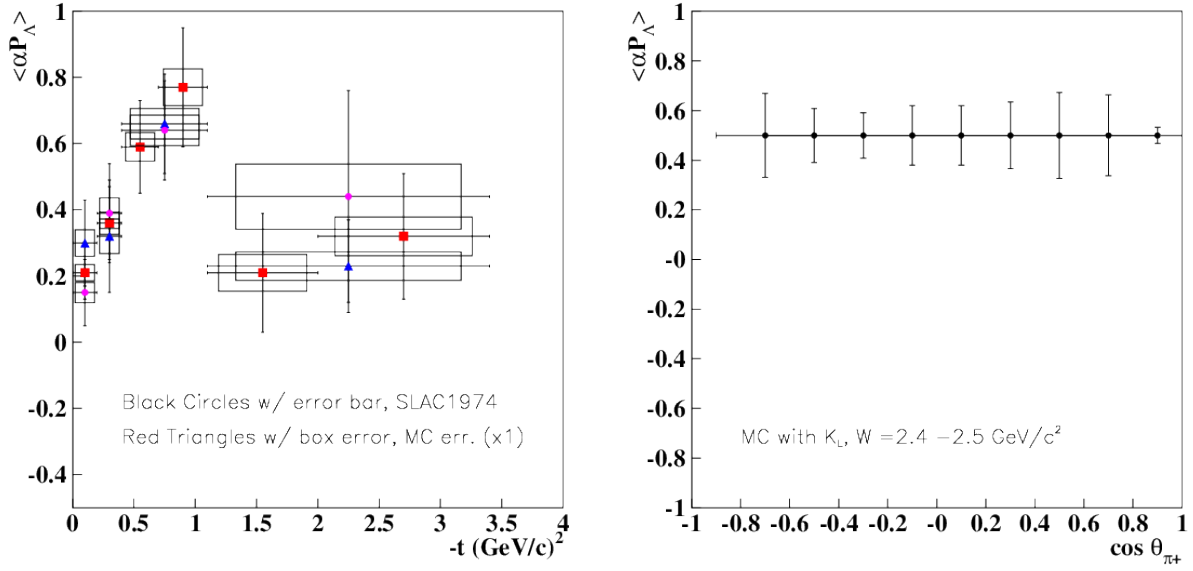 <αP_Λ>
1
0.8
0.6
0.4
0.2
0
-0.2
-0.4
Black Circles w/ error bar, SLAC1974
Red Triangles w/ box error, MC err. (x1)
0 0.5 1 1.5 2 2.5 3 3.5 4
-t (GeV/c)²
<αP_Λ>
1
0.8
0.6
0.4
0.2
-0
-0.2
-0.4
-0.6
-0.8
-1
MC with K_L, W =2.4 -2.5 GeV/c²
-1 -0.8 -0.6 -0.4 -0.2 -0 0.2 0.4 0.6 0.8 1
cos θ_π+